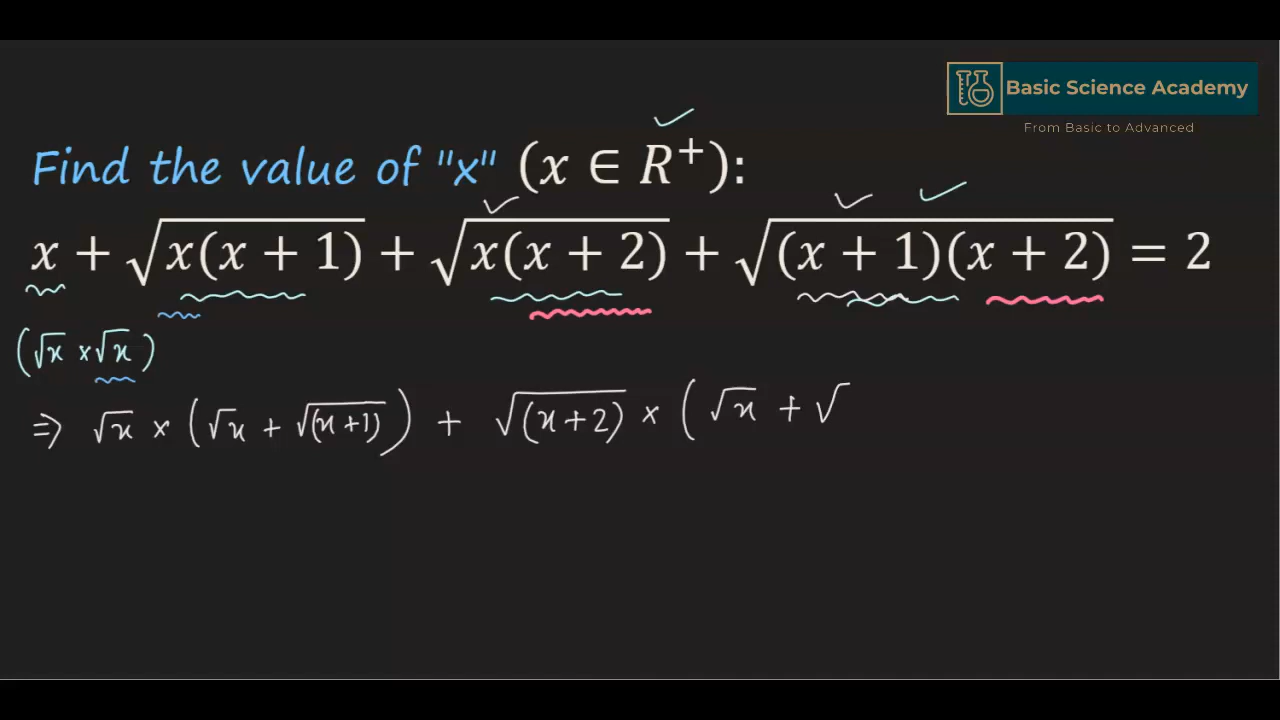 Basic Science Academy
From Basic to Advanced
Find the value of "x" (x ∈ R⁺):
x + √x(x + 1) + √x(x + 2) + √(x + 1)(x + 2) = 2
(√x × √x)
⇒ √x × (√x + √(x+1)) + √(x+2) × (√x + √